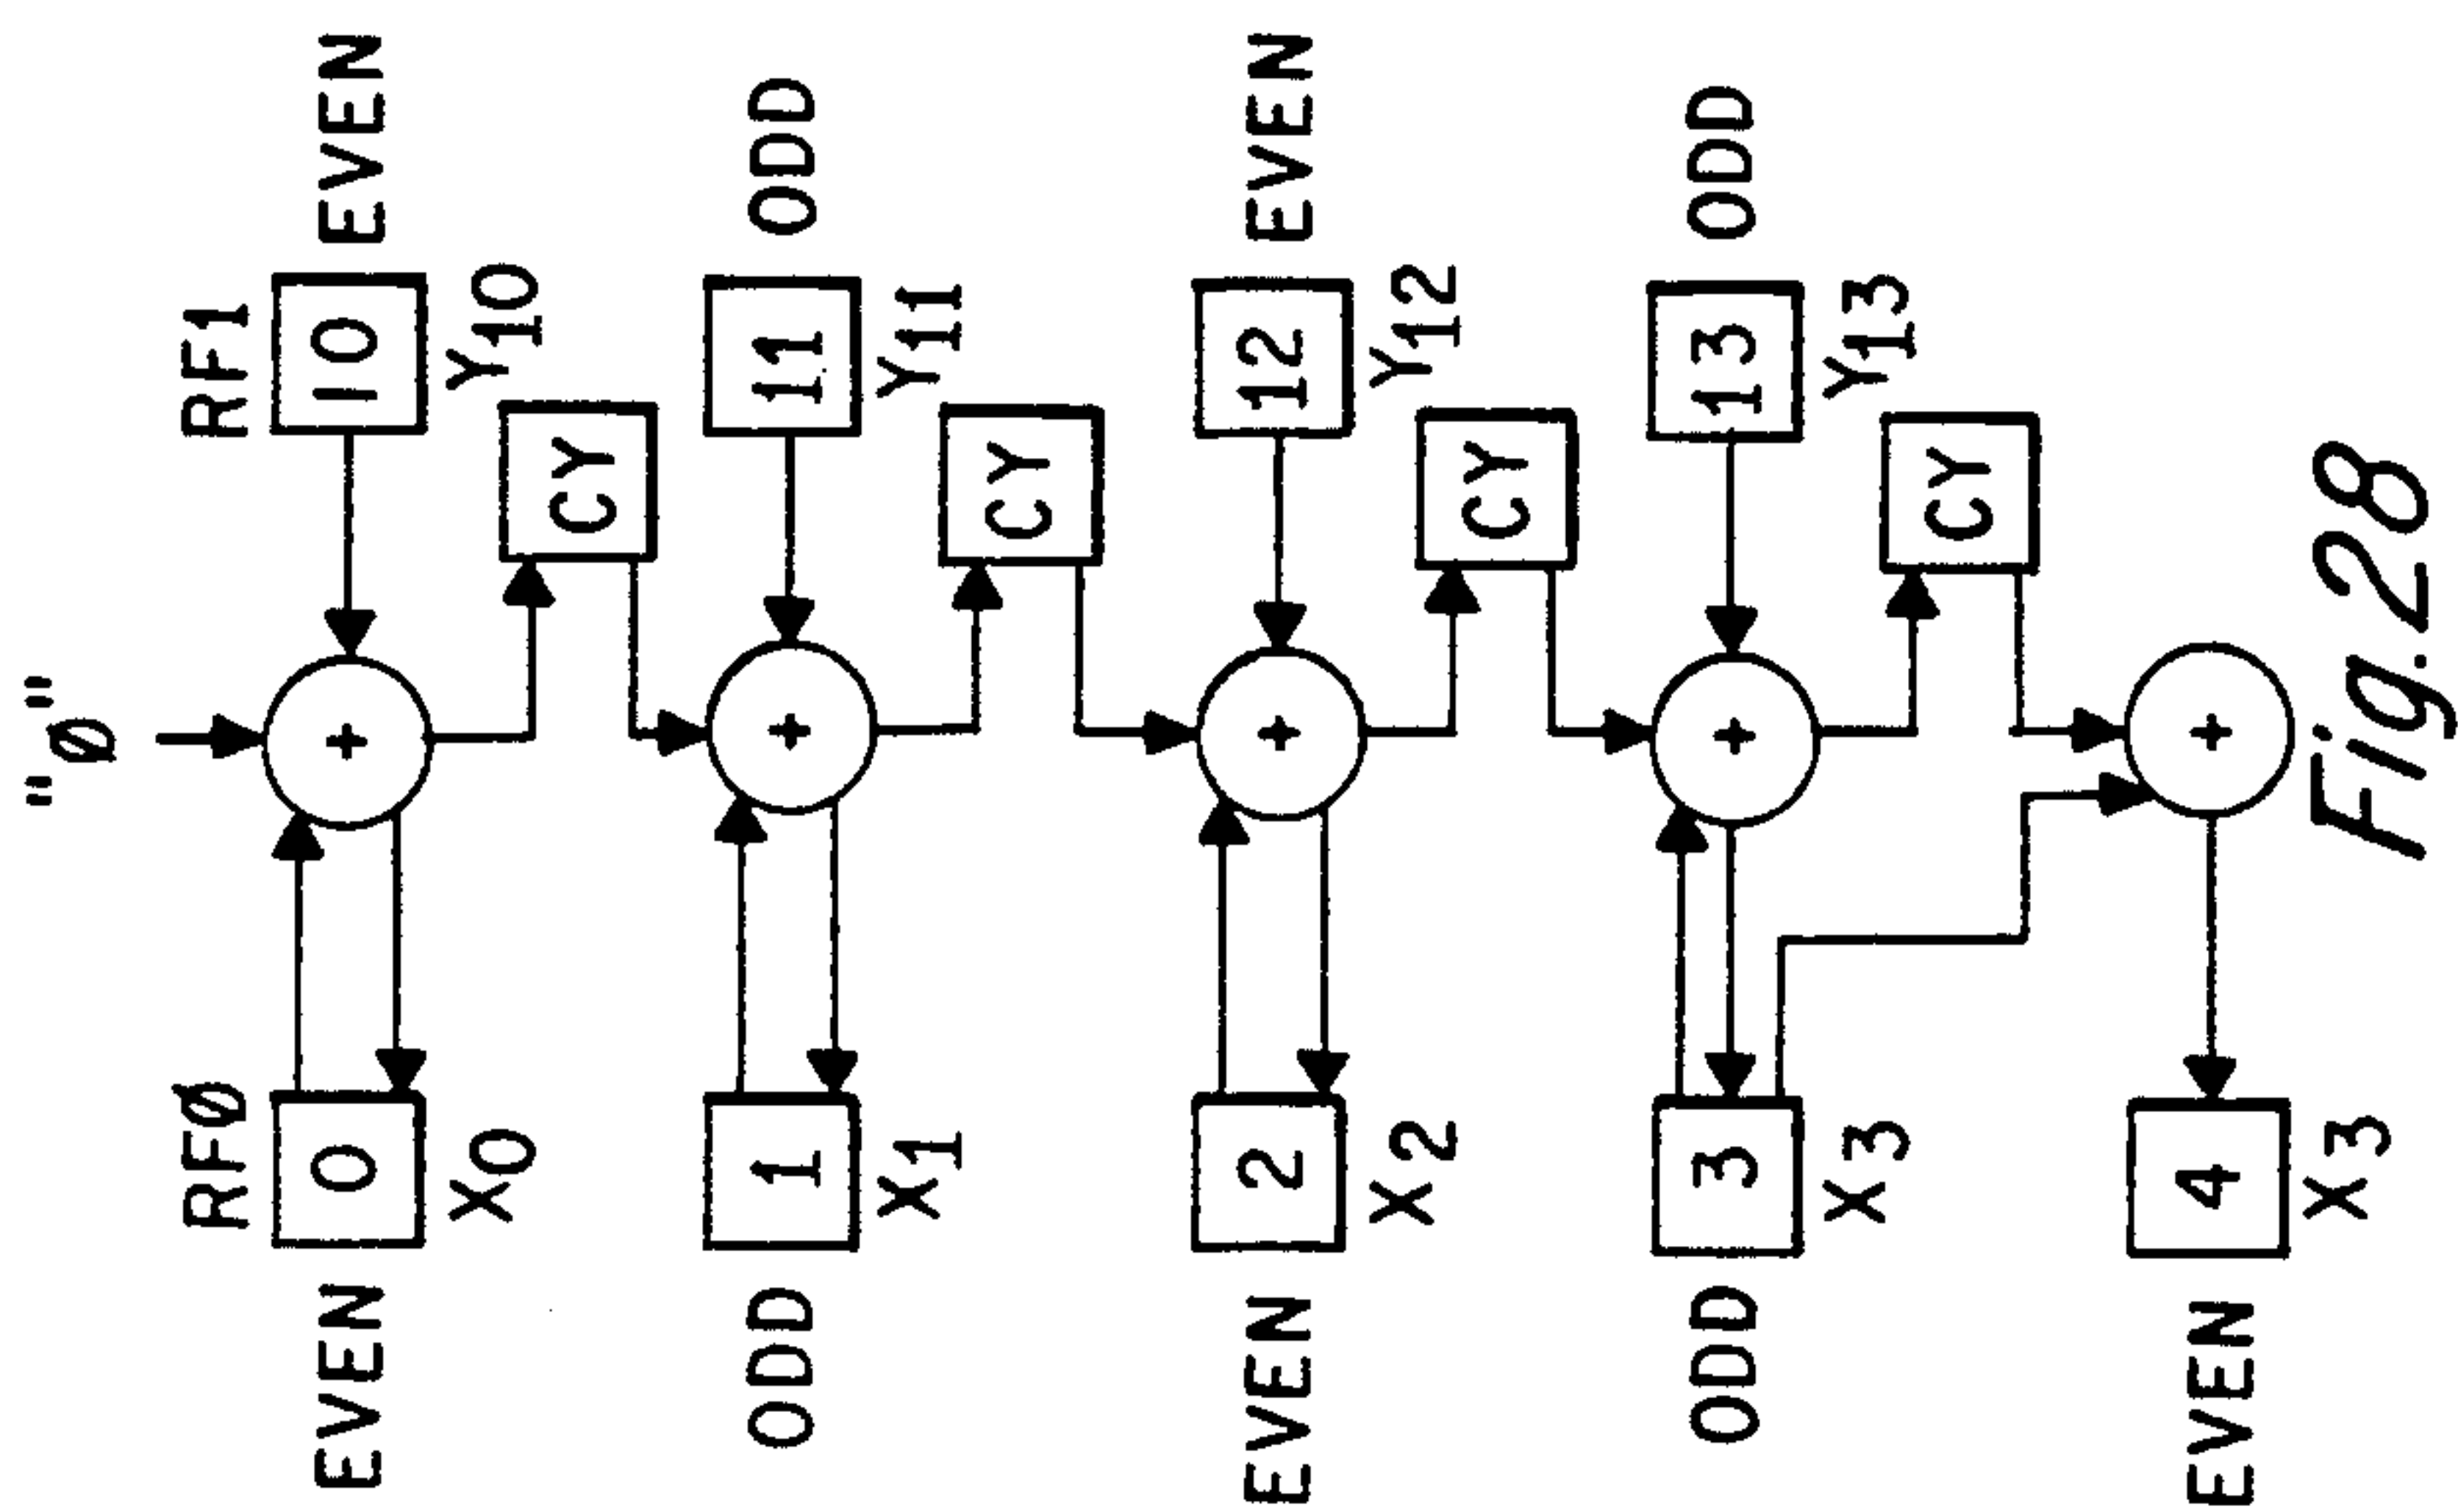 "Ø"
RFØ RF1
EVEN 0 + 10 EVEN
X0 Y10
CY
ODD 1 + 11 ODD
X1 Y11
CY
EVEN 2 + 12 EVEN
X2 Y12
CY
ODD 3 + 13 ODD
X3 Y13
CY
EVEN 4 +
X3
Fig.28